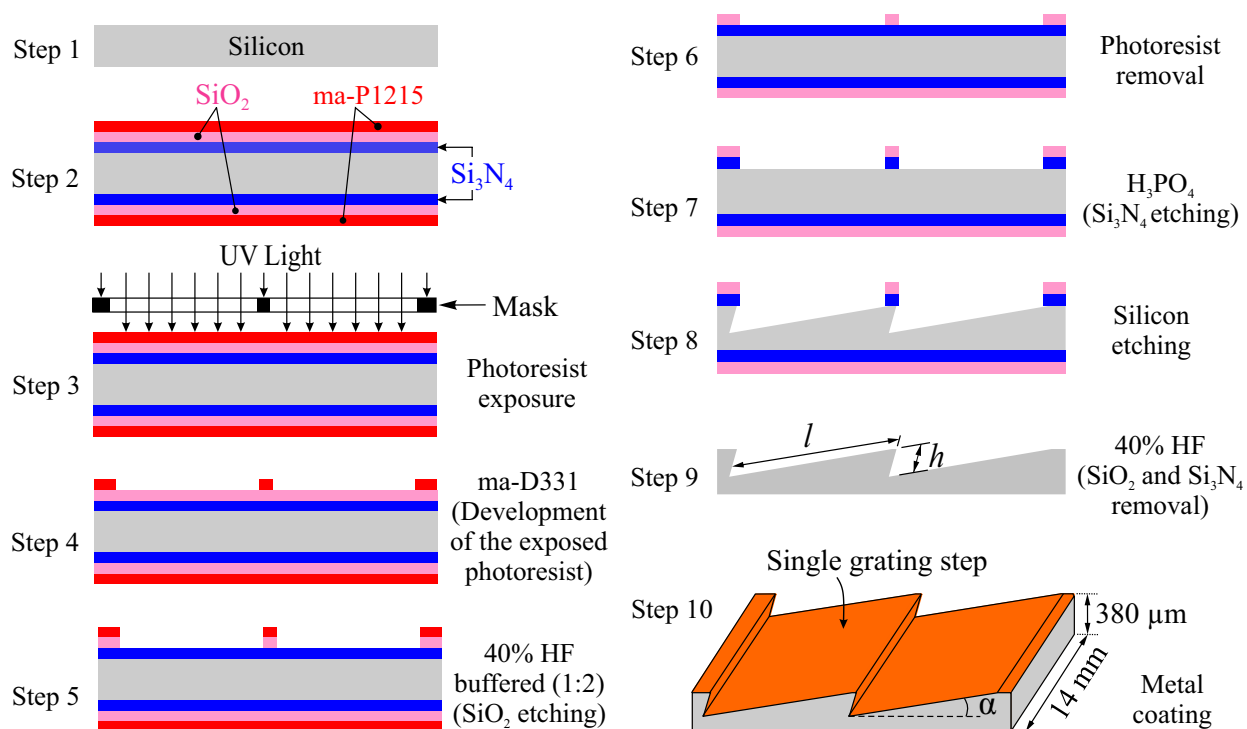 Step 1
Silicon
SiO₂
ma-P1215
Step 2
Si₃N₄
UV Light
Mask
Step 3
Photoresist
exposure
Step 4
ma-D331
(Development
of the exposed
photoresist)
Step 5
40% HF
buffered (1:2)
(SiO₂ etching)
Step 6
Photoresist
removal
Step 7
H₃PO₄
(Si₃N₄ etching)
Step 8
Silicon
etching
Step 9
l
h
40% HF
(SiO₂ and Si₃N₄
removal)
Step 10
Single grating step
380 µm
14 mm
α
Metal
coating